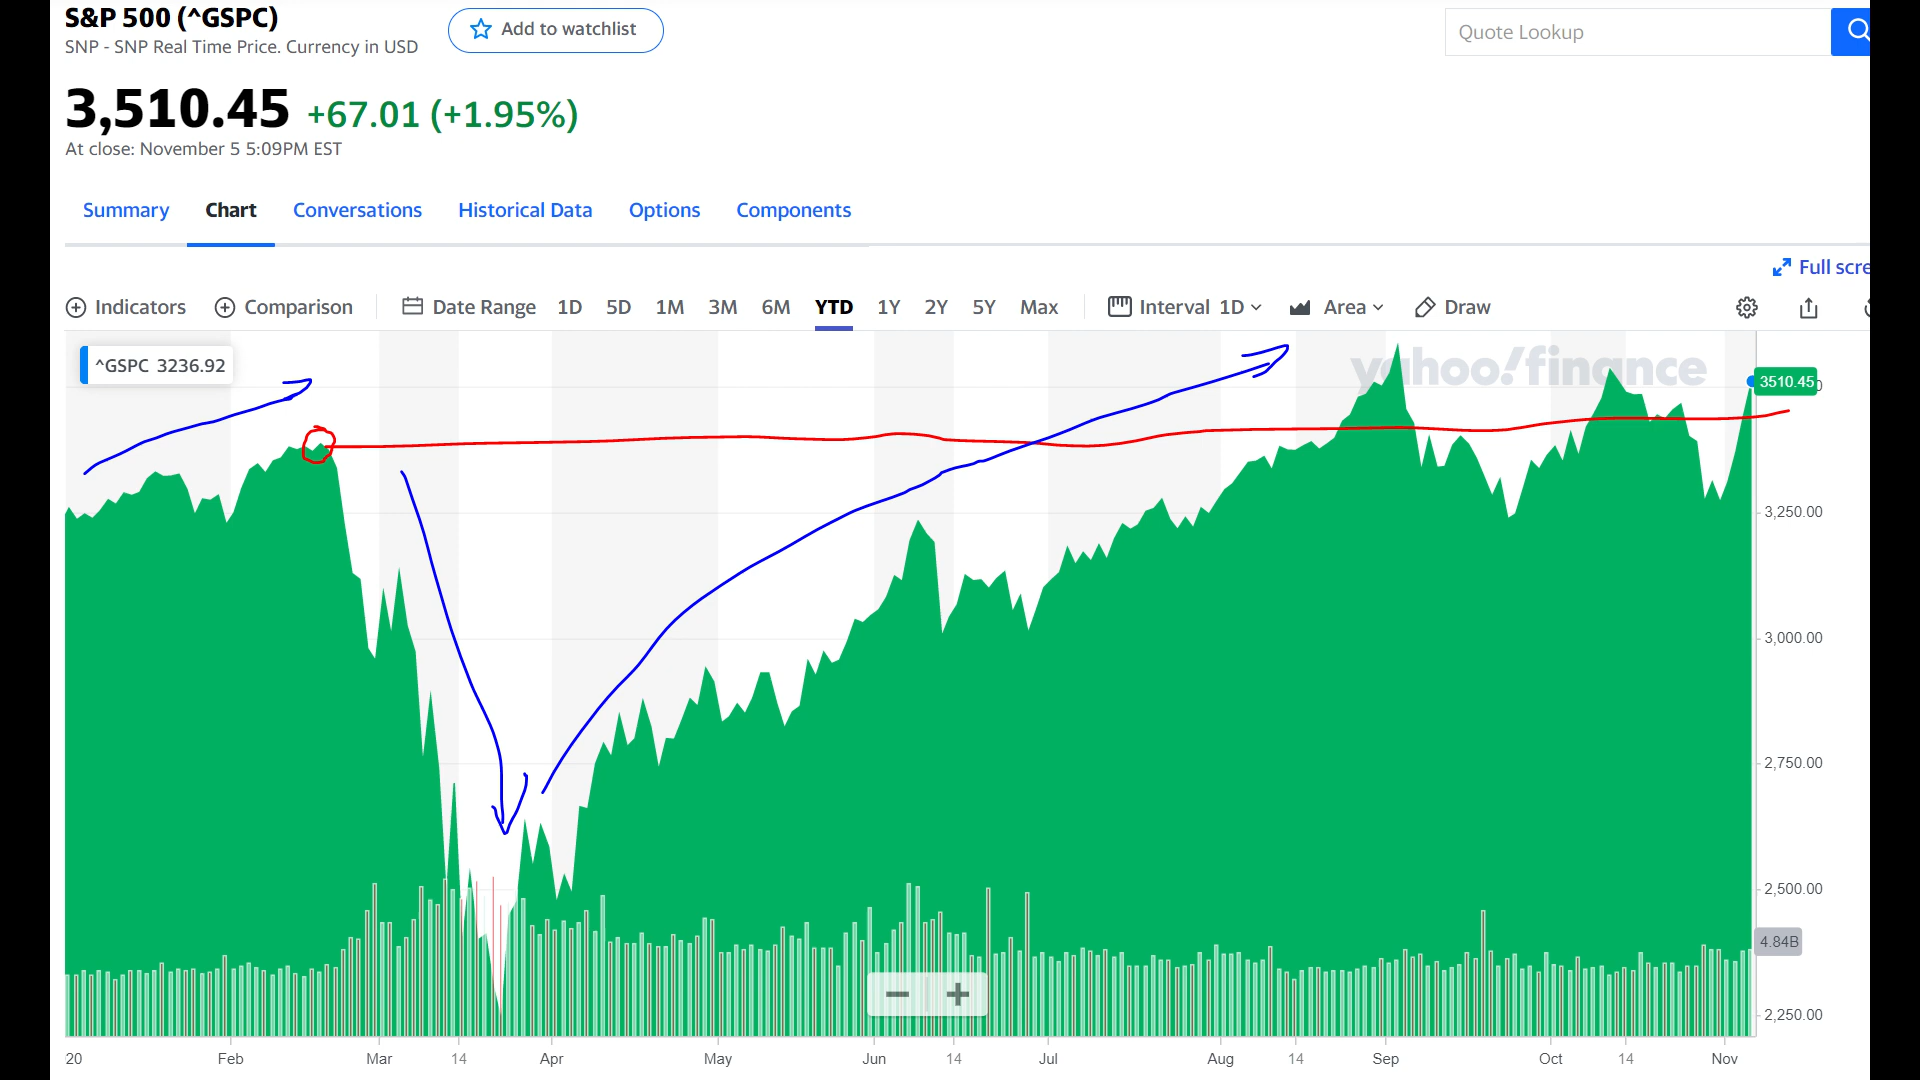 S&P 500 (^GSPC)
Add to watchlist
Quote Lookup
SNP - SNP Real Time Price. Currency in USD
3,510.45 +67.01 (+1.95%)
At close: November 5 5:09PM EST
Summary Chart Conversations Historical Data Options Components
Full scre
Indicators Comparison Date Range 1D 5D 1M 3M 6M YTD 1Y 2Y 5Y Max Interval 1D Area Draw
^GSPC 3236.92
yahoo!finance
3510.45
3,250.00
3,000.00
2,750.00
2,500.00
4.84B
2,250.00
20 Feb Mar 14 Apr May Jun 14 Jul Aug 14 Sep Oct 14 Nov